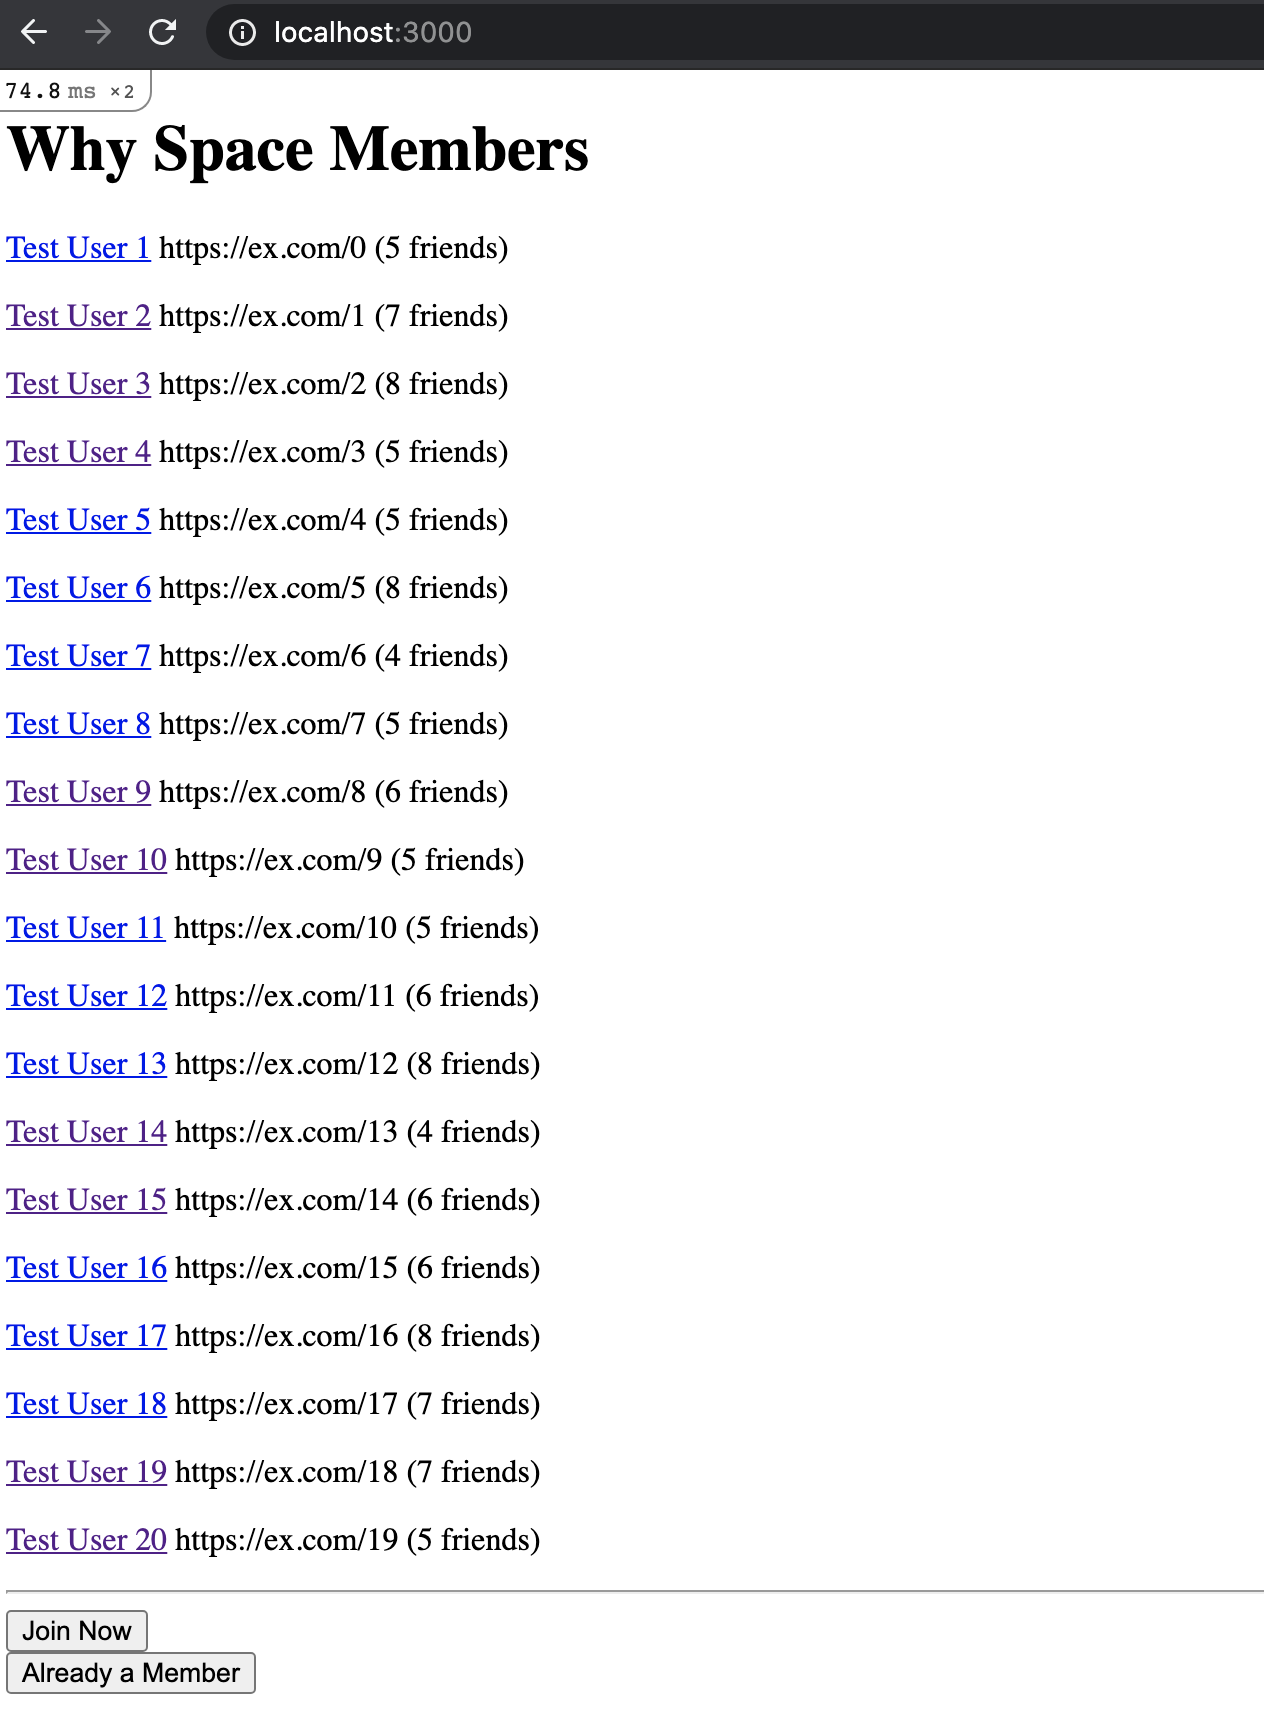 localhost:3000
74.8 ms ×2
Why Space Members
Test User 1 https://ex.com/0 (5 friends)
Test User 2 https://ex.com/1 (7 friends)
Test User 3 https://ex.com/2 (8 friends)
Test User 4 https://ex.com/3 (5 friends)
Test User 5 https://ex.com/4 (5 friends)
Test User 6 https://ex.com/5 (8 friends)
Test User 7 https://ex.com/6 (4 friends)
Test User 8 https://ex.com/7 (5 friends)
Test User 9 https://ex.com/8 (6 friends)
Test User 10 https://ex.com/9 (5 friends)
Test User 11 https://ex.com/10 (5 friends)
Test User 12 https://ex.com/11 (6 friends)
Test User 13 https://ex.com/12 (8 friends)
Test User 14 https://ex.com/13 (4 friends)
Test User 15 https://ex.com/14 (6 friends)
Test User 16 https://ex.com/15 (6 friends)
Test User 17 https://ex.com/16 (8 friends)
Test User 18 https://ex.com/17 (7 friends)
Test User 19 https://ex.com/18 (7 friends)
Test User 20 https://ex.com/19 (5 friends)
Join Now
Already a Member